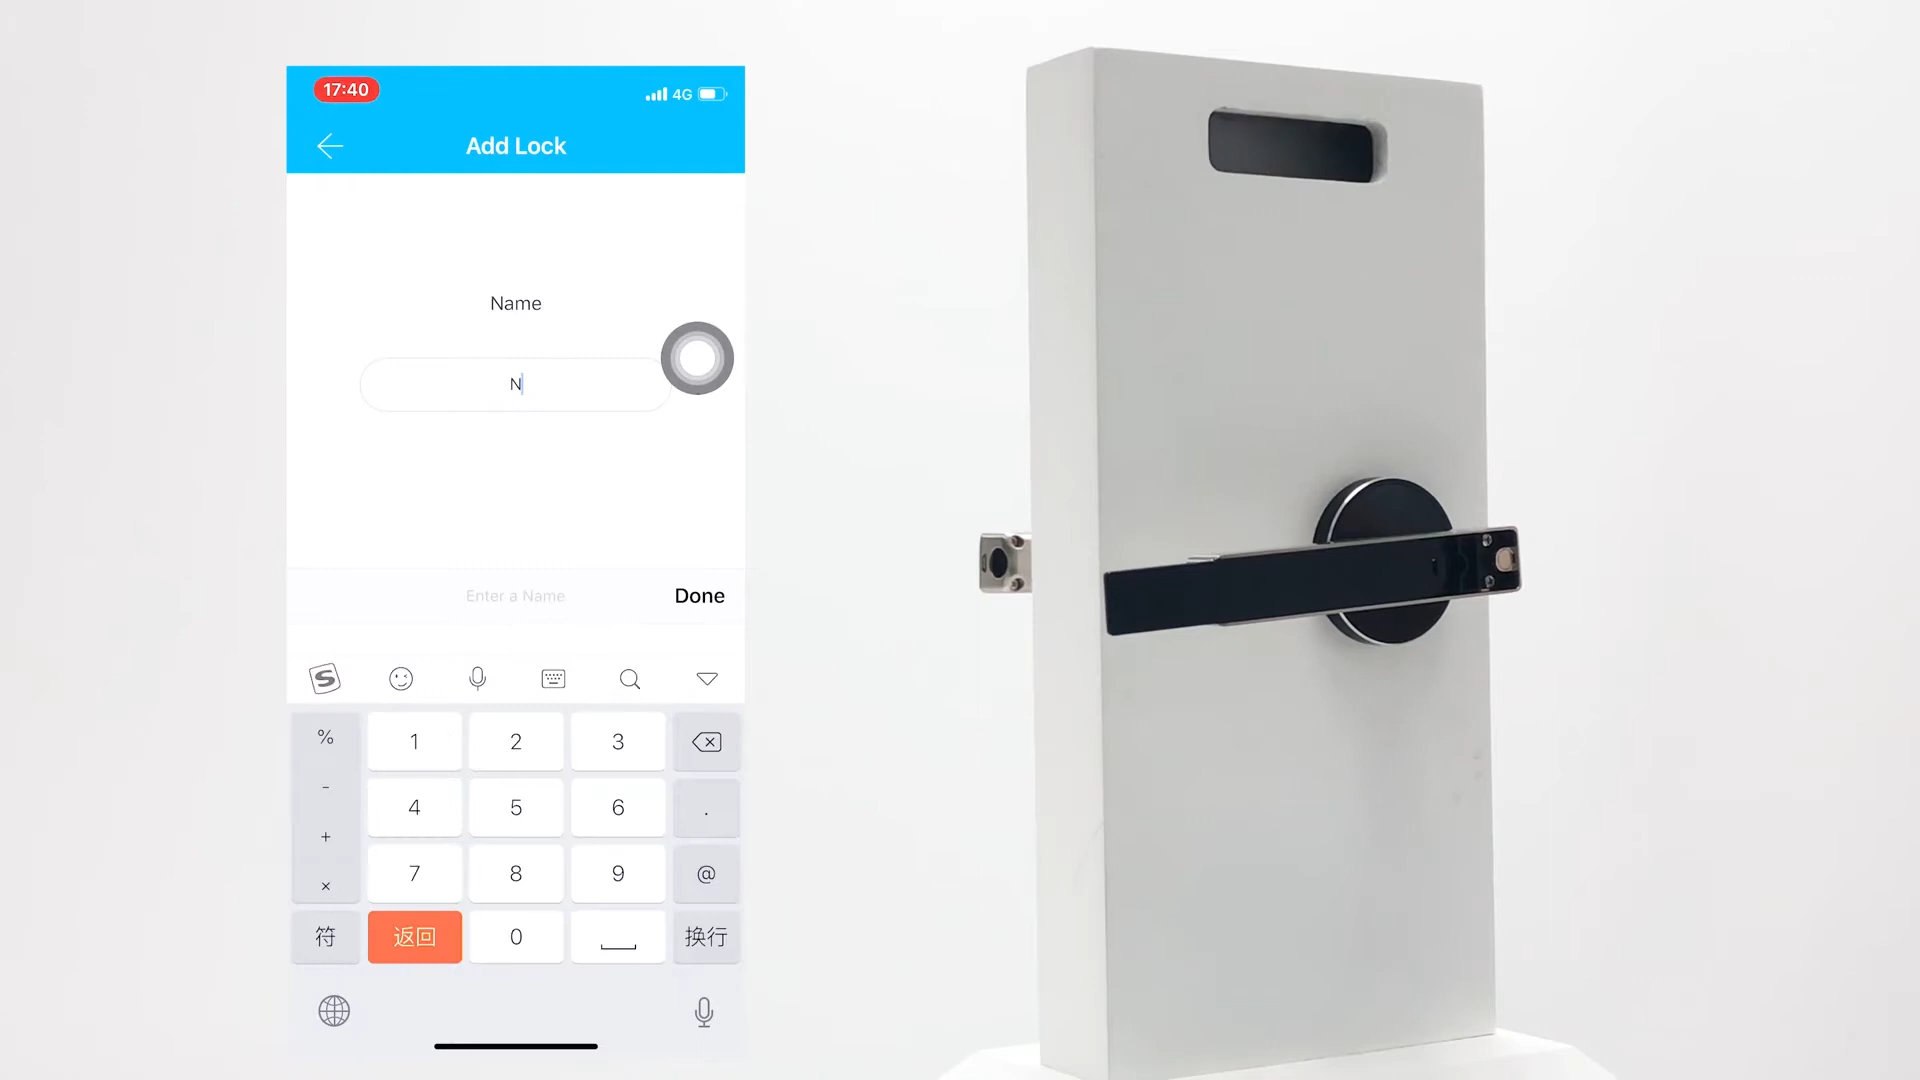 17:40 4G
Add Lock
Name
N
Enter a Name Done
S
% 1 2 3
- 4 5 6 .
+
7 8 9 @
×
符 返回 0 换行